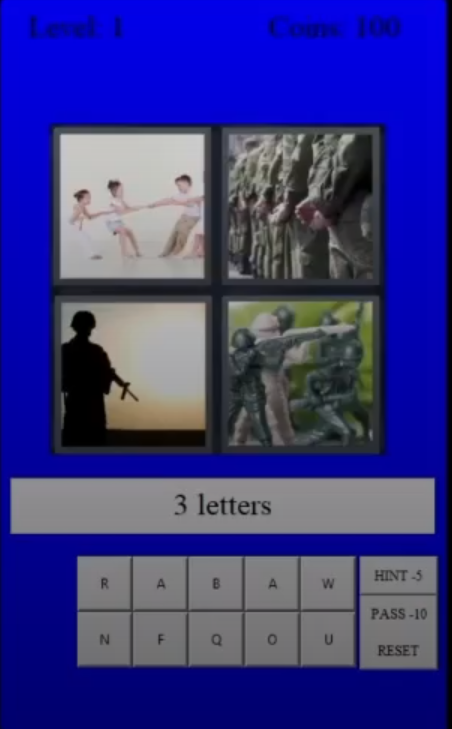 Level: 1
Coins: 100
3 letters
R A B A W
HINT -5
N F Q O U
PASS -10
RESET